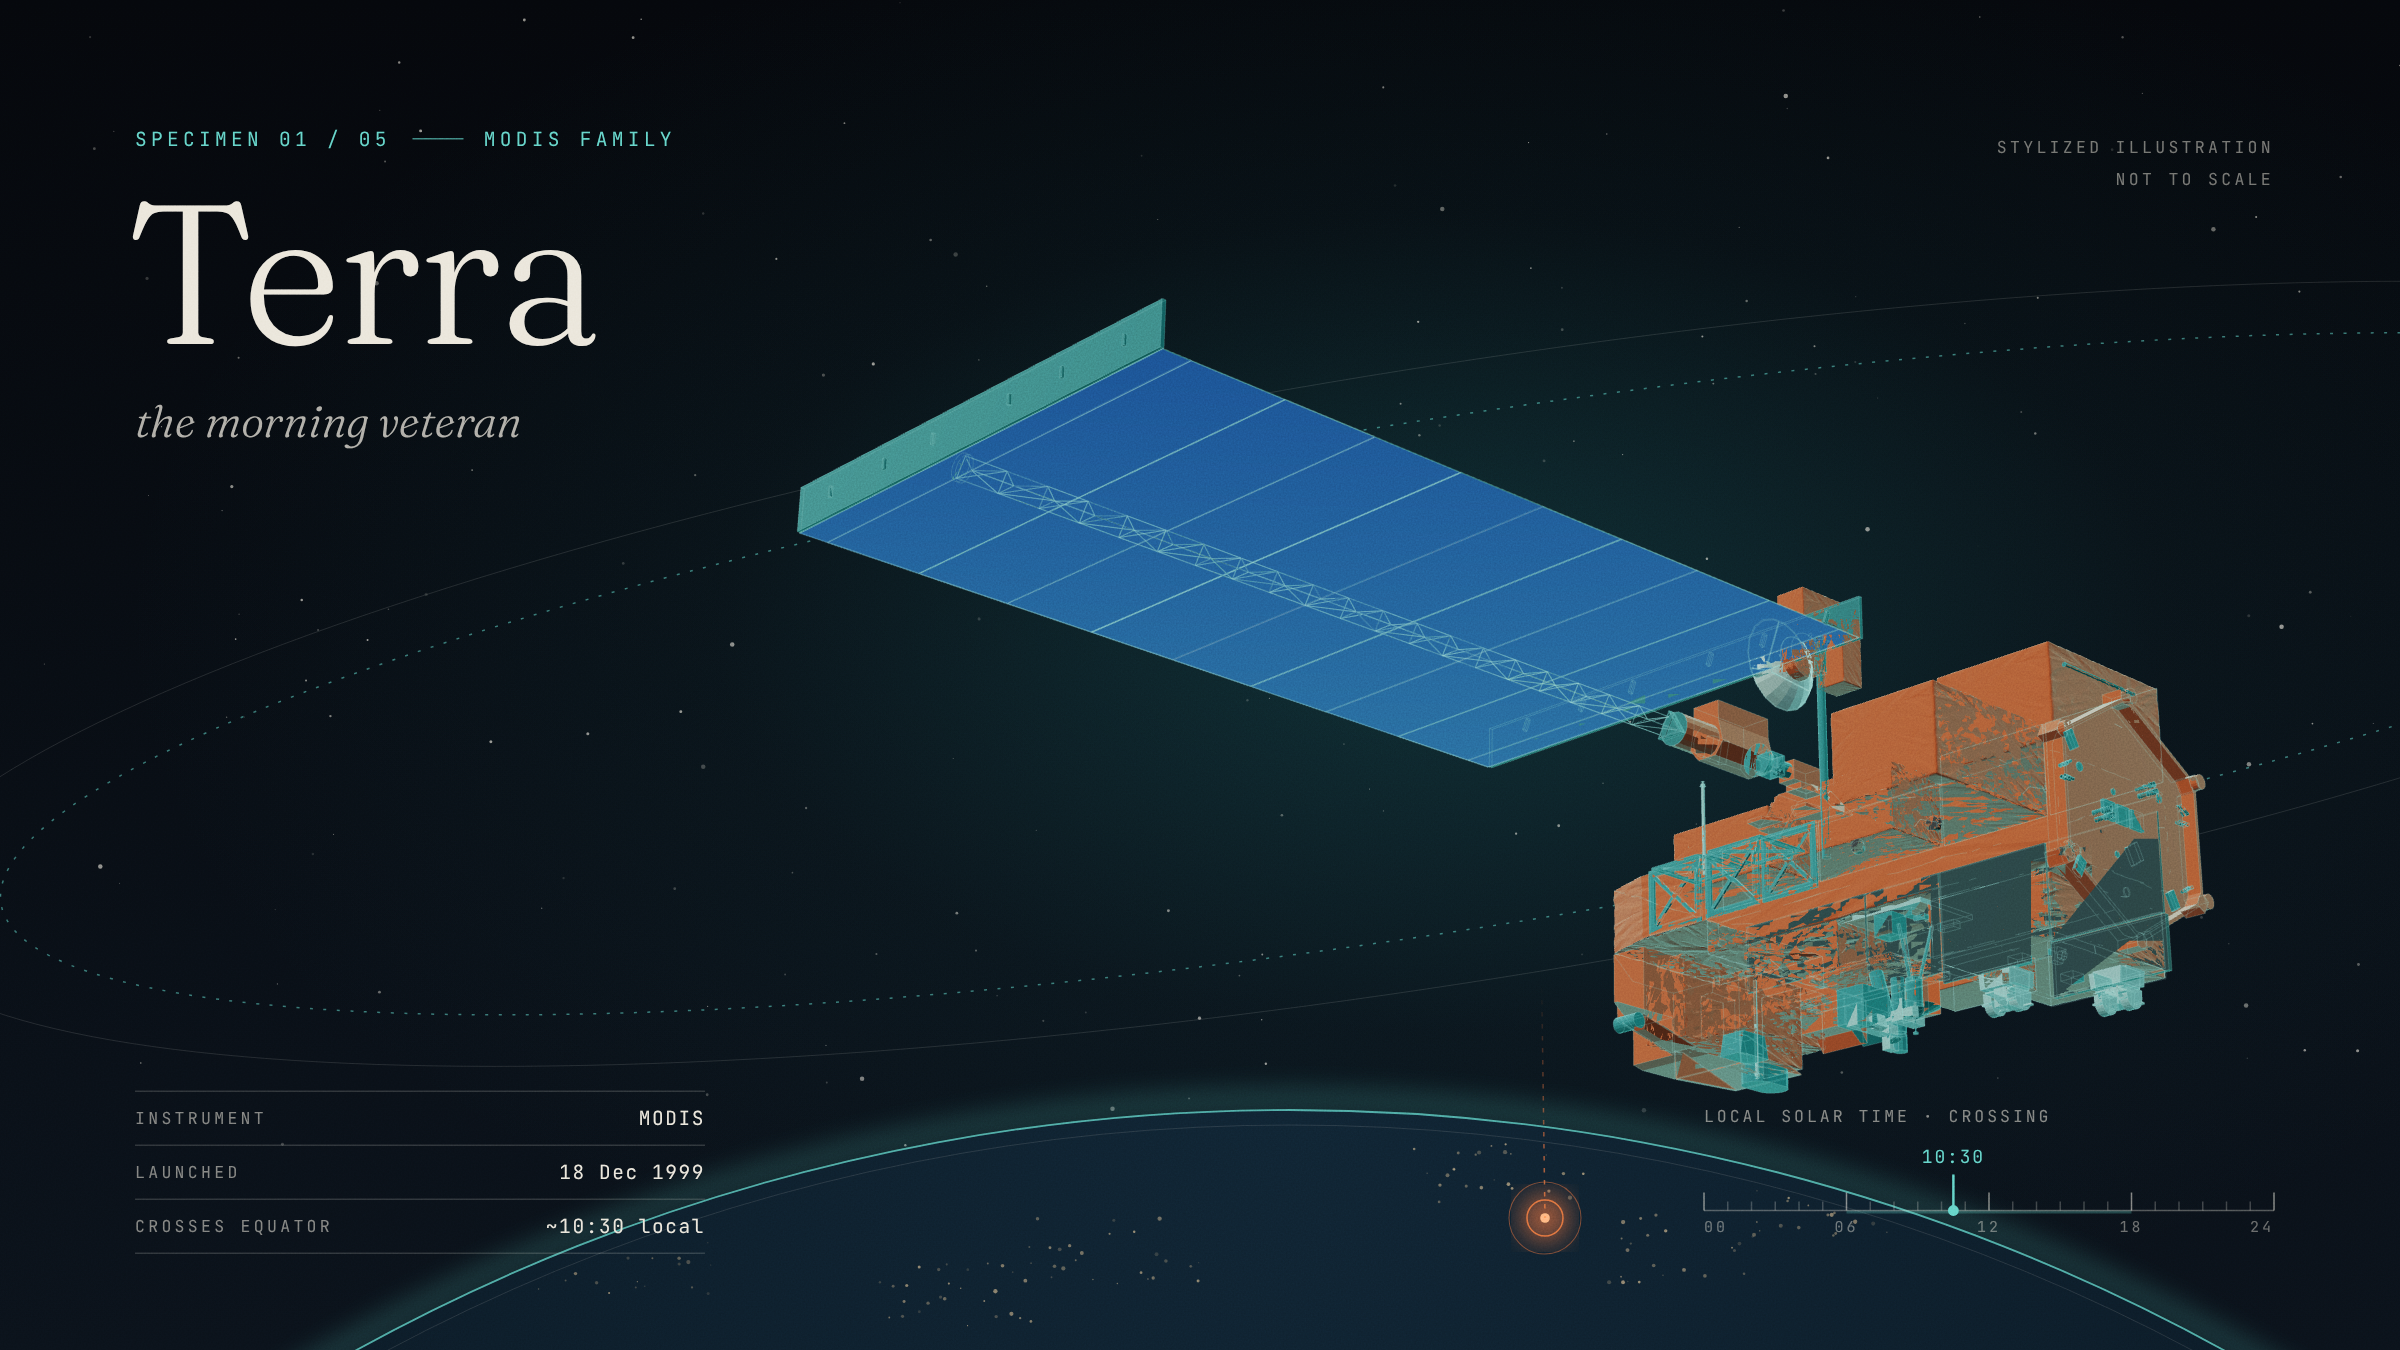 SPECIMEN 01 / 05 — MODIS FAMILY
Terra
the morning veteran
STYLIZED ILLUSTRATION
NOT TO SCALE
INSTRUMENT MODIS
LAUNCHED 18 Dec 1999
CROSSES EQUATOR ~10:30 local
LOCAL SOLAR TIME · CROSSING
10:30
00 06 12 18 24